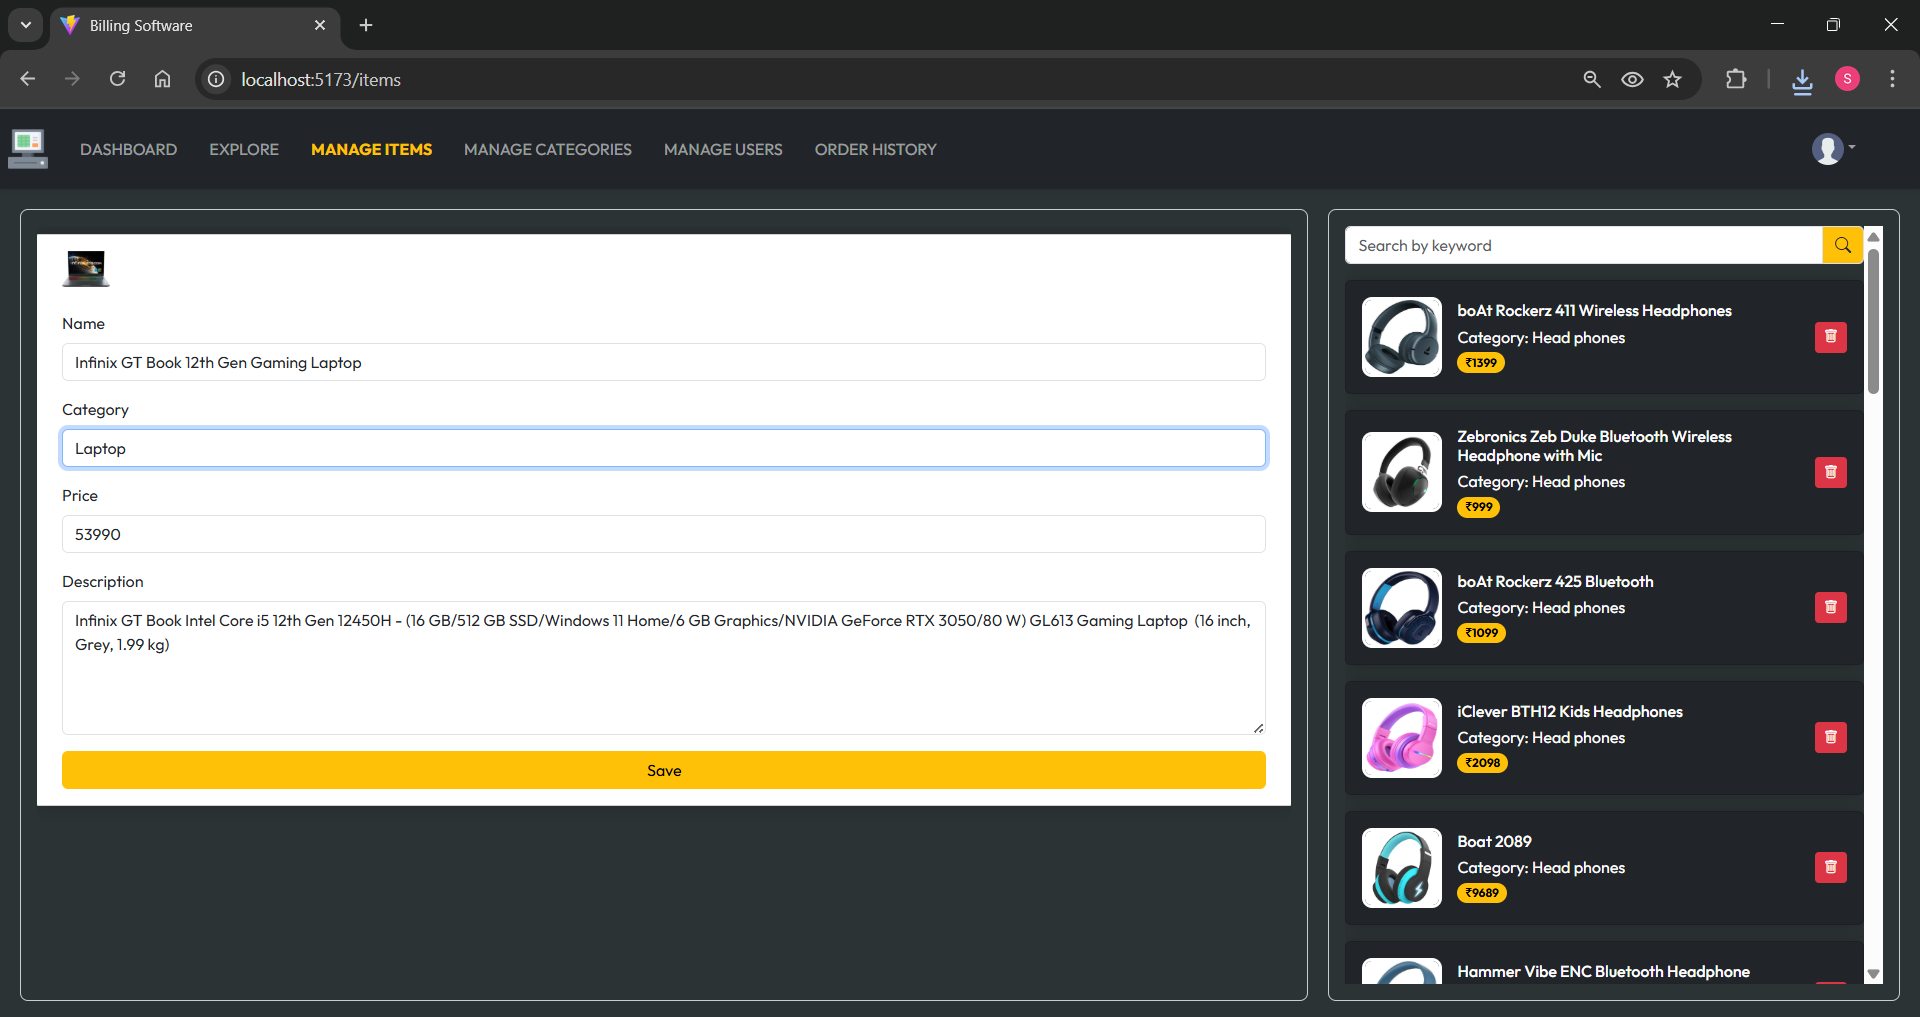 Billing Software
localhost:5173/items
S
DASHBOARD
EXPLORE
MANAGE ITEMS
MANAGE CATEGORIES
MANAGE USERS
ORDER HISTORY
Name
Infinix GT Book 12th Gen Gaming Laptop
Category
Laptop
Price
53990
Description
Infinix GT Book Intel Core i5 12th Gen 12450H - (16 GB/512 GB SSD/Windows 11 Home/6 GB Graphics/NVIDIA GeForce RTX 3050/80 W) GL613 Gaming Laptop (16 inch,
Grey, 1.99 kg)
Save
Search by keyword
boAt Rockerz 411 Wireless Headphones
Category: Head phones
₹1399
Zebronics Zeb Duke Bluetooth Wireless
Headphone with Mic
Category: Head phones
₹999
boAt Rockerz 425 Bluetooth
Category: Head phones
₹1099
iClever BTH12 Kids Headphones
Category: Head phones
₹2098
Boat 2089
Category: Head phones
₹9689
Hammer Vibe ENC Bluetooth Headphone